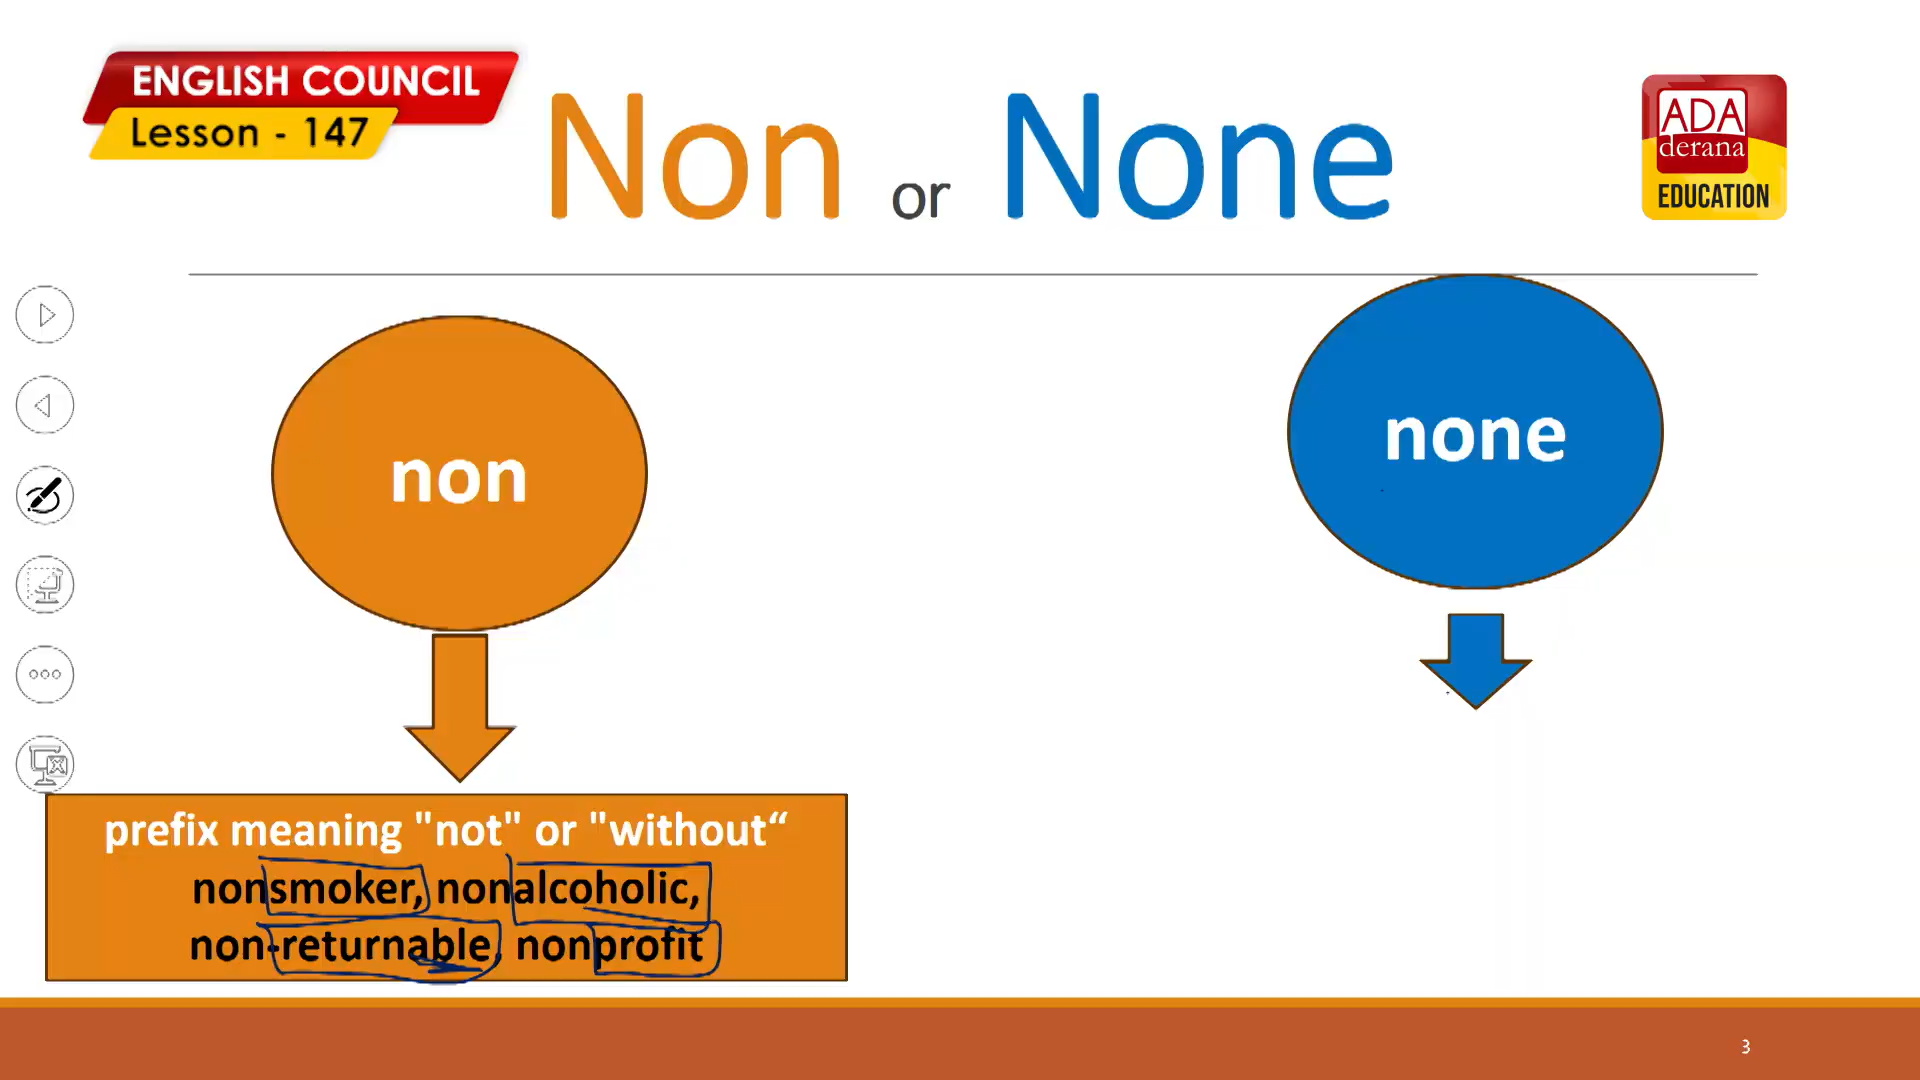 ENGLISH COUNCIL
Lesson - 147
Non or None
ADA
derana
EDUCATION
non
none
prefix meaning "not" or "without“
nonsmoker, nonalcoholic,
non-returnable, nonprofit
3